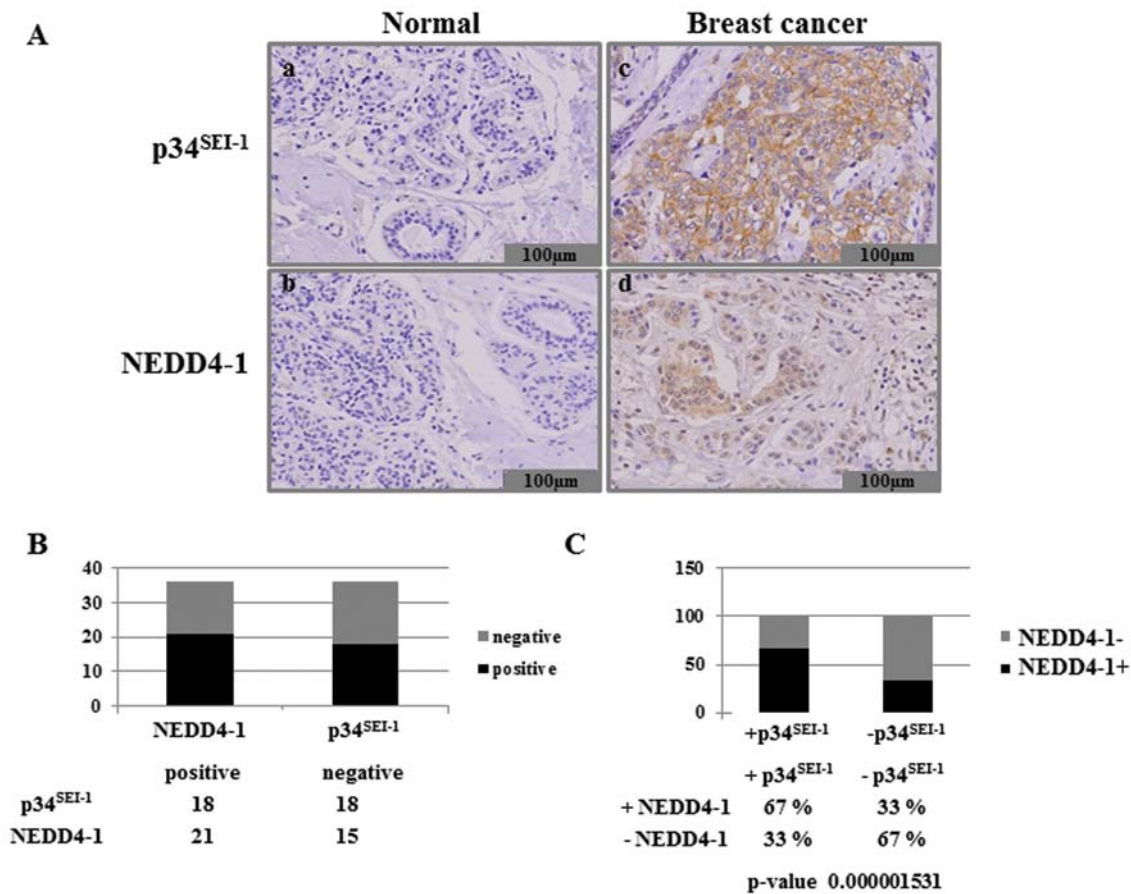 A
Normal
Breast cancer
p34SEI-1
a
100µm
c
100µm
NEDD4-1
b
100µm
d
100µm
B
40
30
20
10
0
NEDD4-1 p34SEI-1
negative
positive
positive negative
p34SEI-1 18 18
NEDD4-1 21 15
C
150
100
50
0
+p34SEI-1 -p34SEI-1
NEDD4-1-
NEDD4-1+
+ p34SEI-1 - p34SEI-1
+ NEDD4-1 67 % 33 %
- NEDD4-1 33 % 67 %
p-value 0.000001531